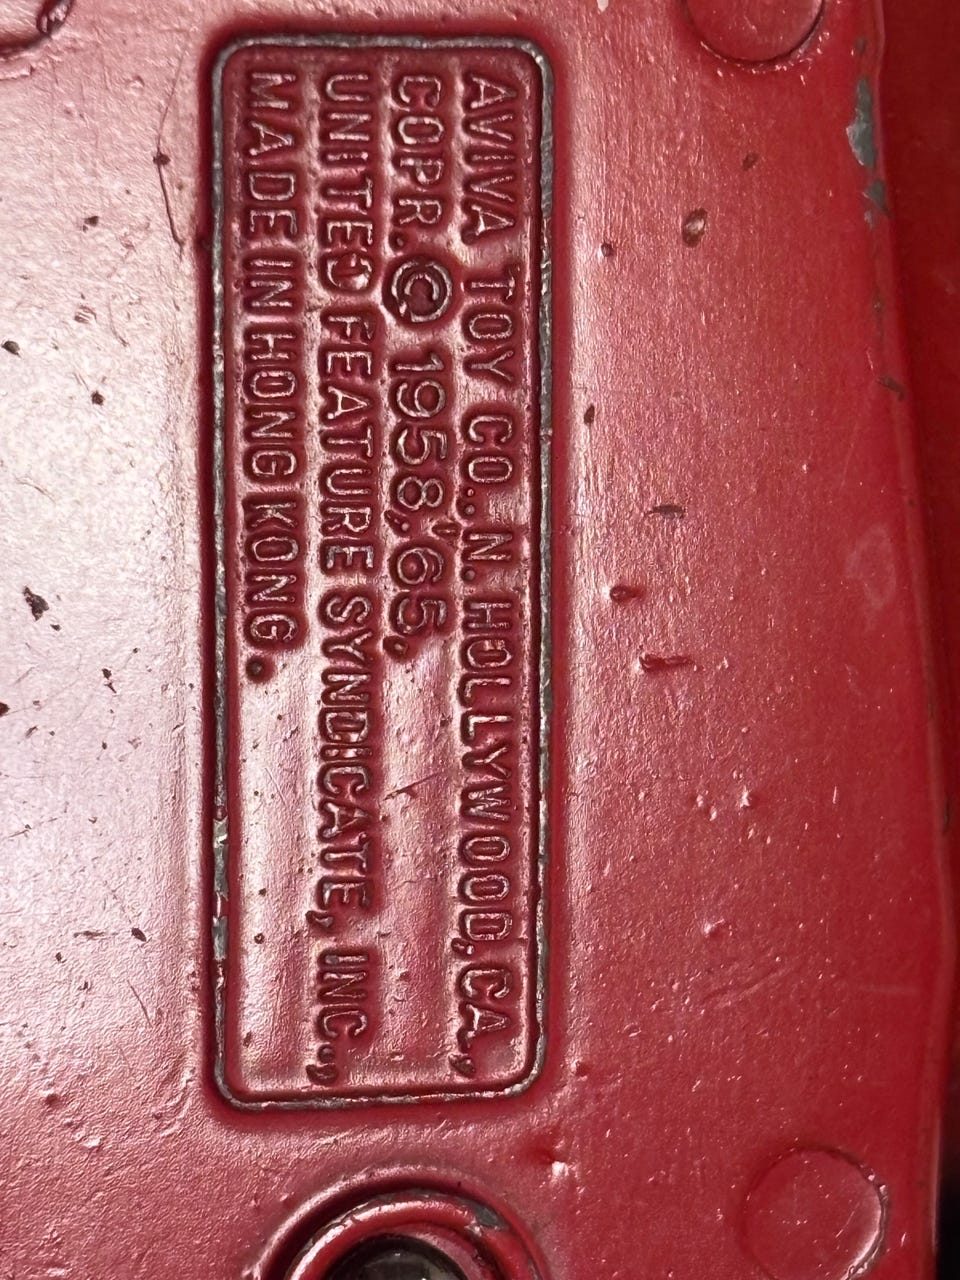 AVIVA TOY CO., N. HOLLYWOOD, CA.,
COPR. © 1958,'65.
UNITED FEATURE SYNDICATE, INC.,
MADE IN HONG KONG.